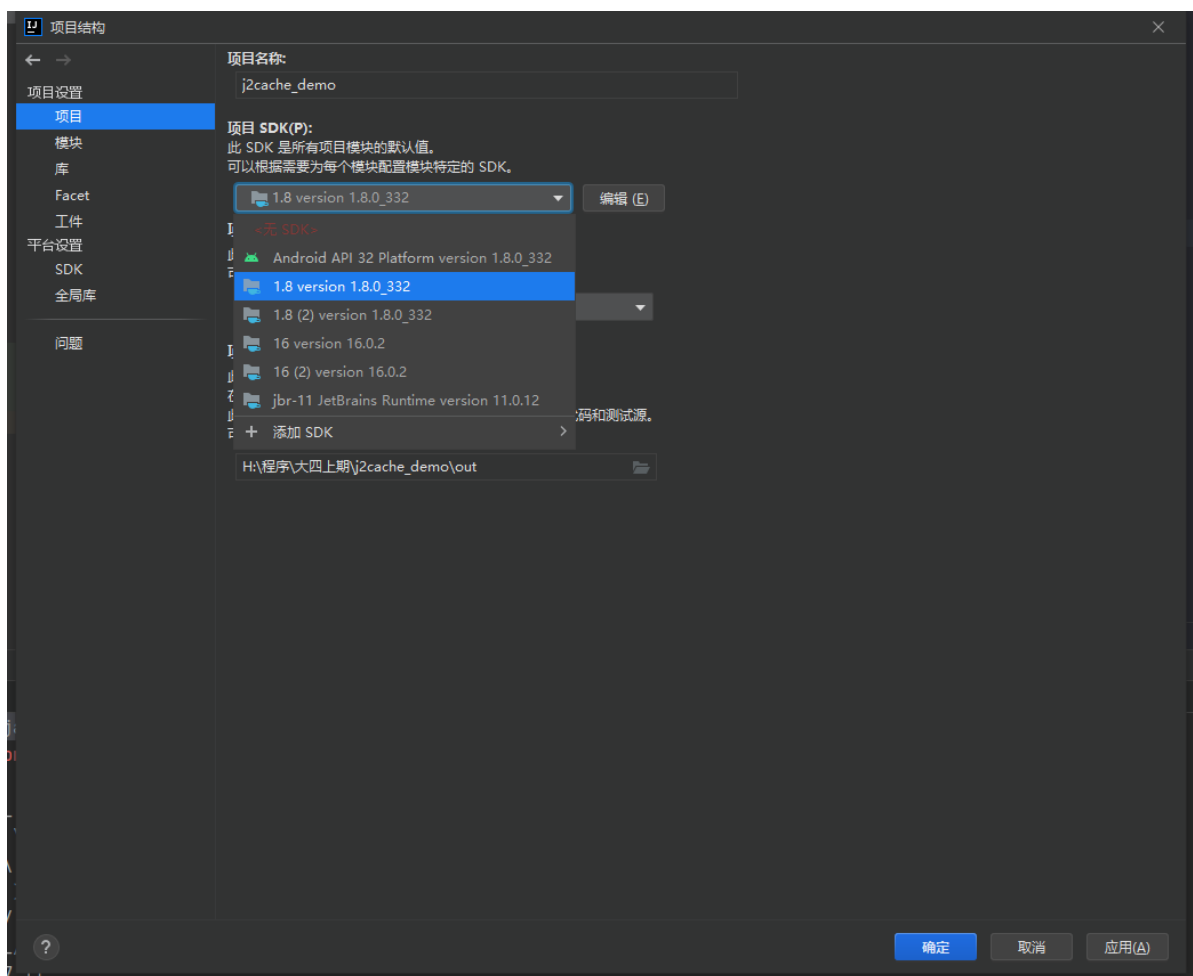 项目结构
项目名称:
项目设置
j2cache_demo
项目
项目 SDK(P):
模块
此 SDK 是所有项目模块的默认值。
库
可以根据需要为每个模块配置模块特定的 SDK。
Facet
1.8 version 1.8.0_332
编辑 (E)
工件
<无 SDK>
平台设置
SDK
Android API 32 Platform version 1.8.0_332
全局库
1.8 version 1.8.0_332
1.8 (2) version 1.8.0_332
问题
16 version 16.0.2
16 (2) version 16.0.2
jbr-11 JetBrains Runtime version 11.0.12
码和测试源。
添加 SDK
H:\程序\大四上期\j2cache_demo\out
?
确定
取消
应用(A)